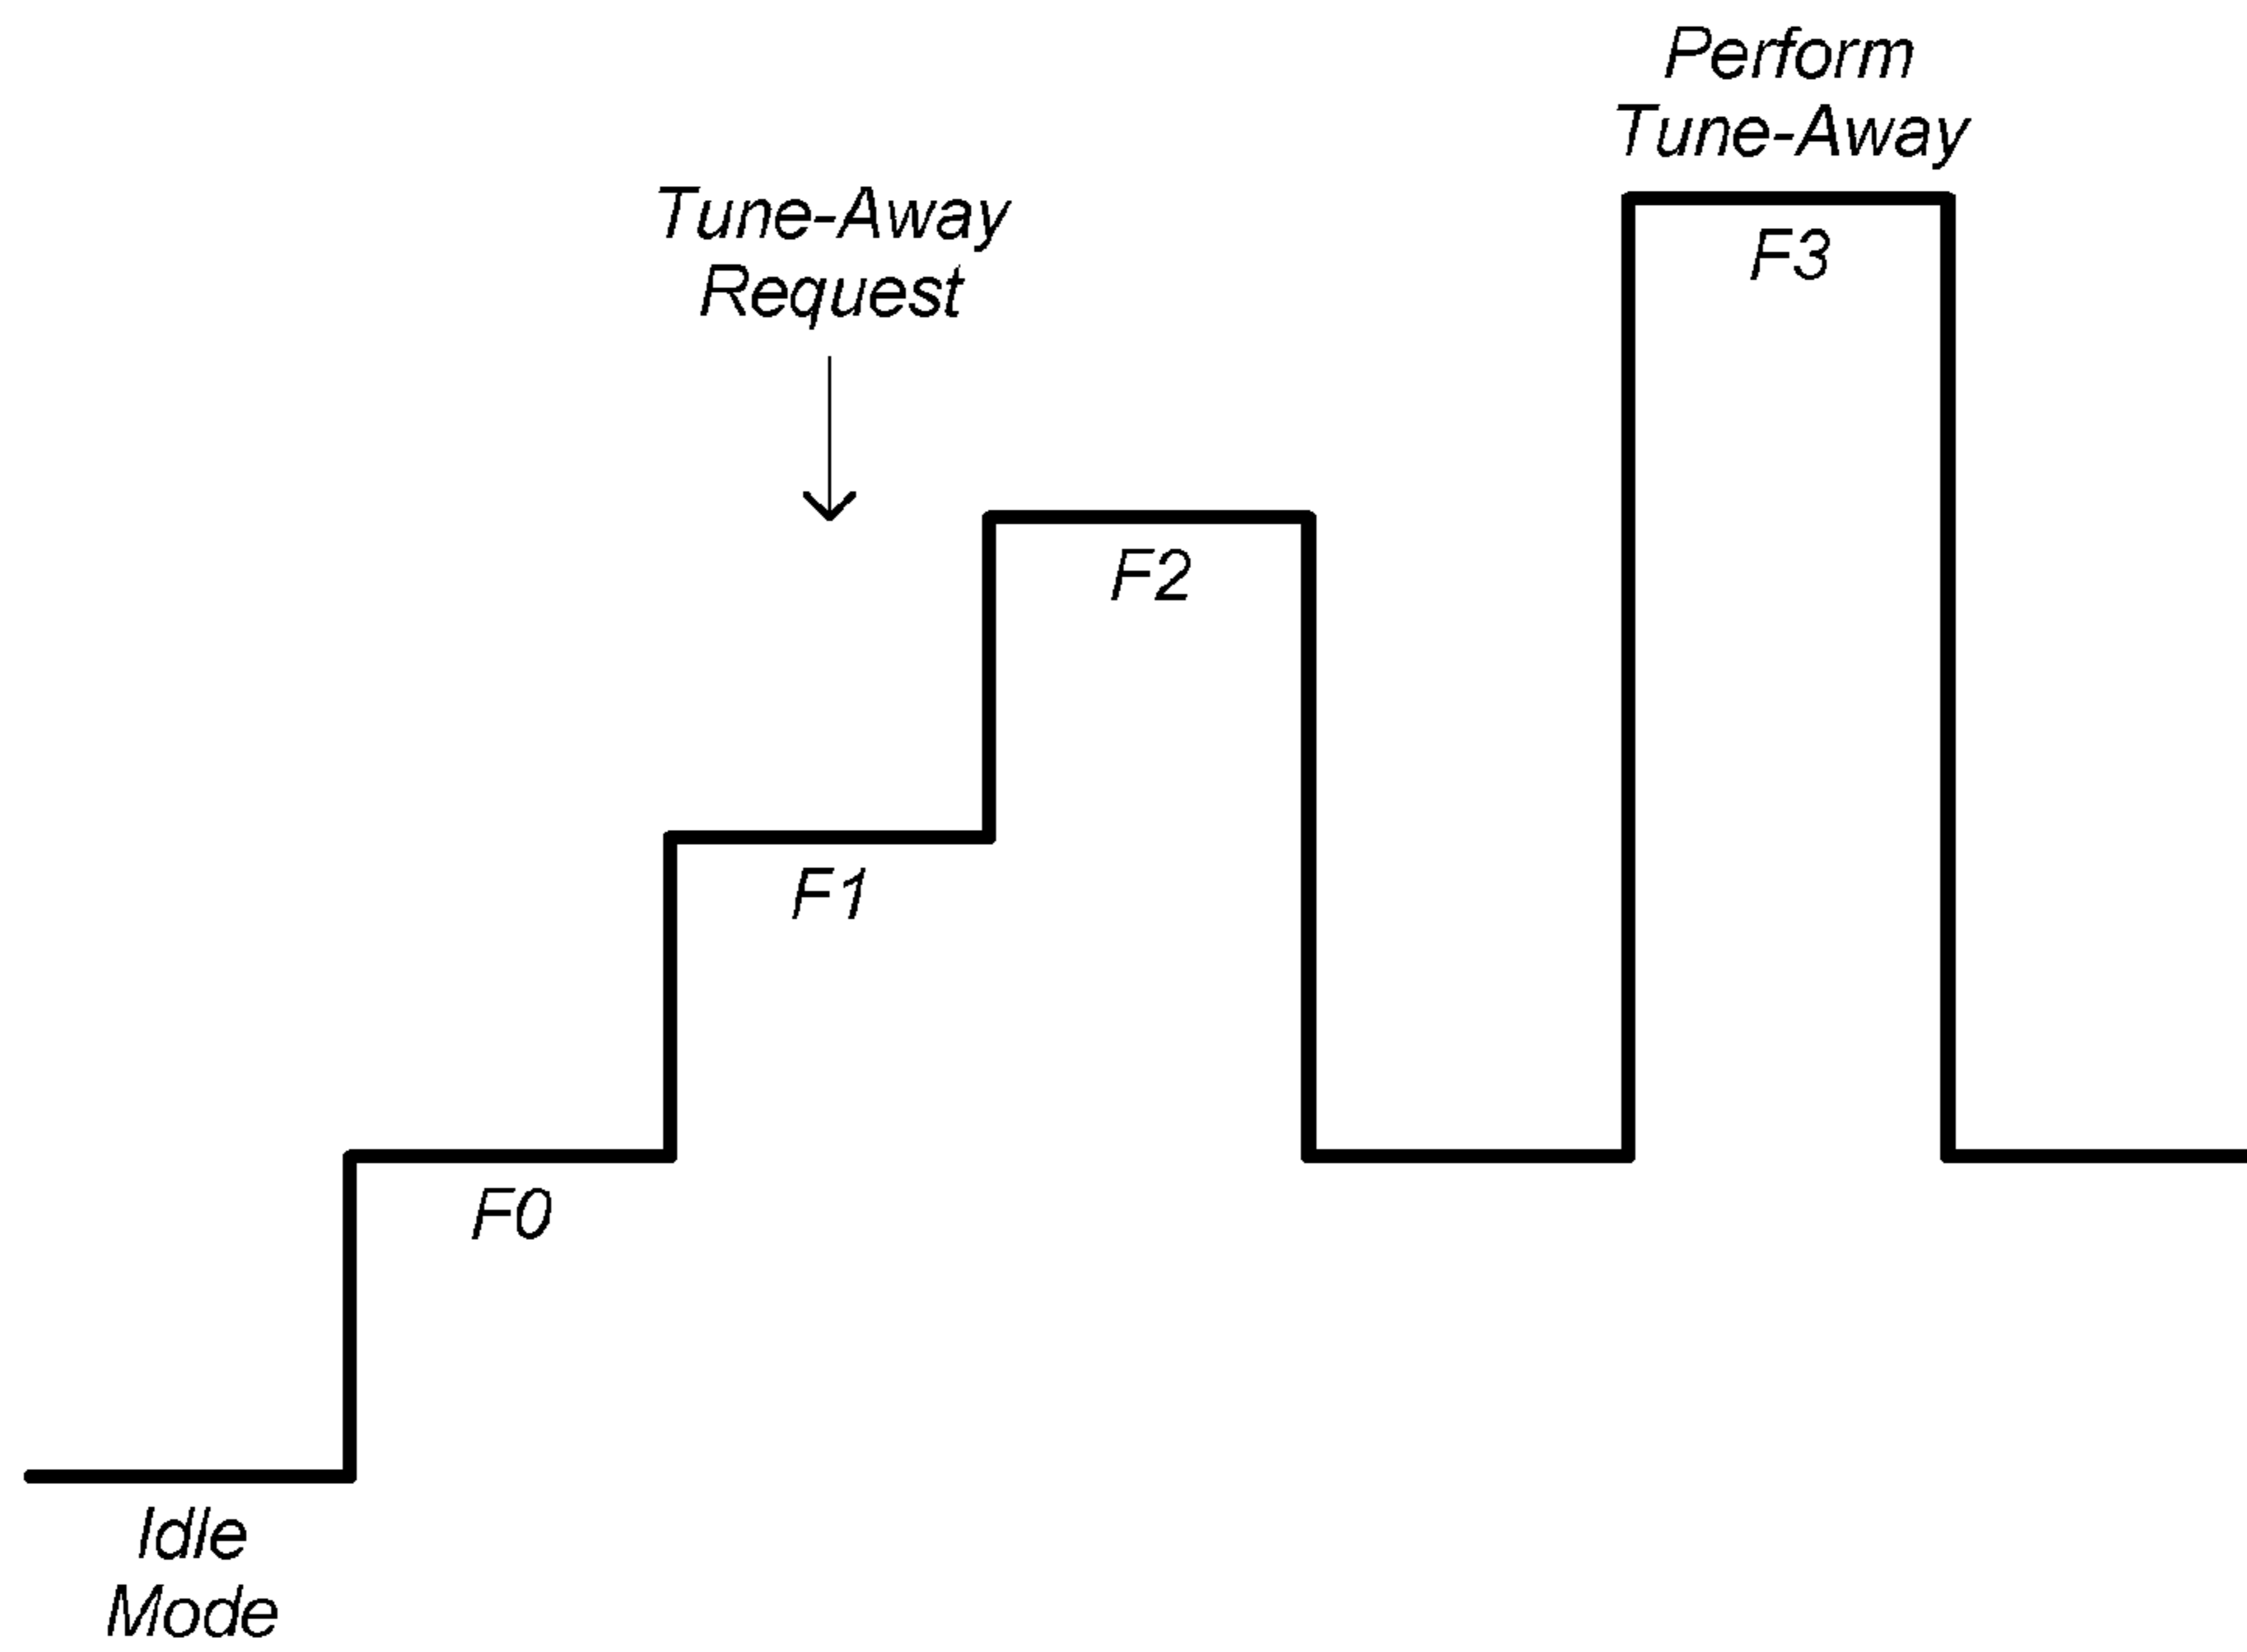 Perform
Tune-Away
F3
Tune-Away
Request
F2
F1
F0
Idle
Mode